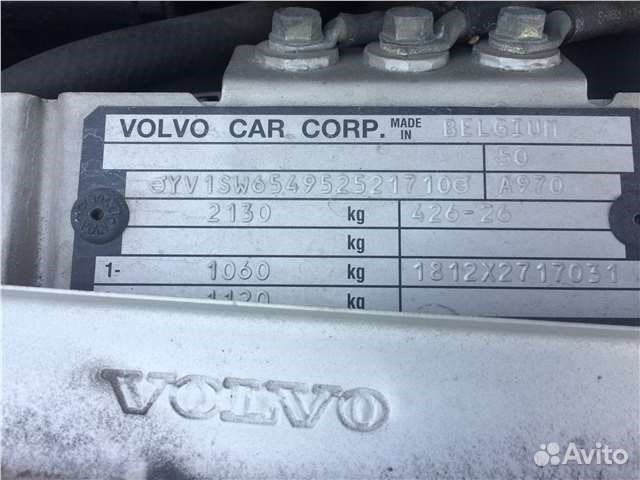 VOLVO CAR CORP. MADE IN BELGIUM
50
YV1SW654952521710 A970
2130 kg 426-26
kg
1- 1060 kg 1812X2717031
1120 kg
VOLVO
Avito